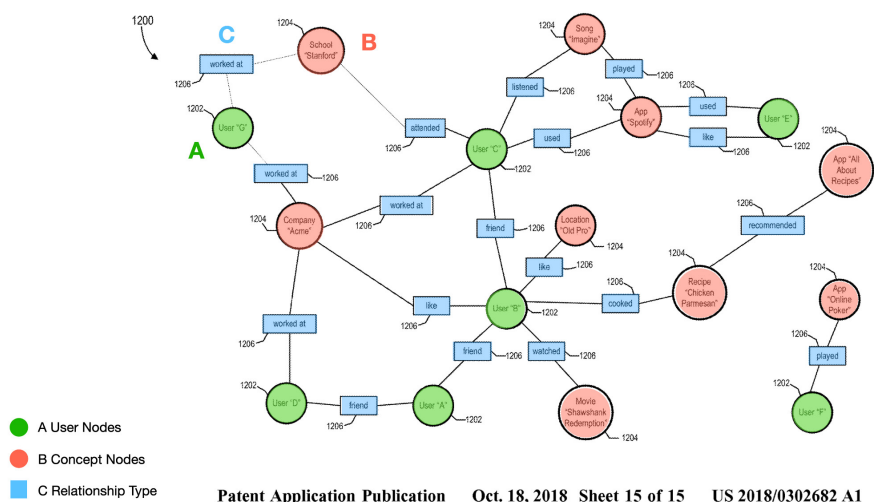 1200
C
worked at
1206
1204
School
"Stanford"
B
1202
User "G"
A
worked at
1206
attended
1206
1204
Song
"Imagine"
played
1206
listened
1206
1204
App
"Spotify"
1208
used
like
1206
User "E"
1202
User "C"
1202
used
1206
1204
App "All
About
Recipes"
1204
Company
"Acme"
worked at
1206
friend
1206
Location
"Old Pro"
1204
like
1206
1206
recommended
1204
Recipe
"Chicken
Parmesan"
1206
cooked
1204
App
"Online
Poker"
like
1206
User "B"
1202
worked at
1206
friend
1206
watched
1206
1206
played
1202
User "D"
friend
1206
User "A"
1202
Movie
"Shawshank
Redemption"
1204
1202
User "F"
A User Nodes
B Concept Nodes
C Relationship Type
Patent Application Publication Oct. 18, 2018 Sheet 15 of 15 US 2018/0302682 A1